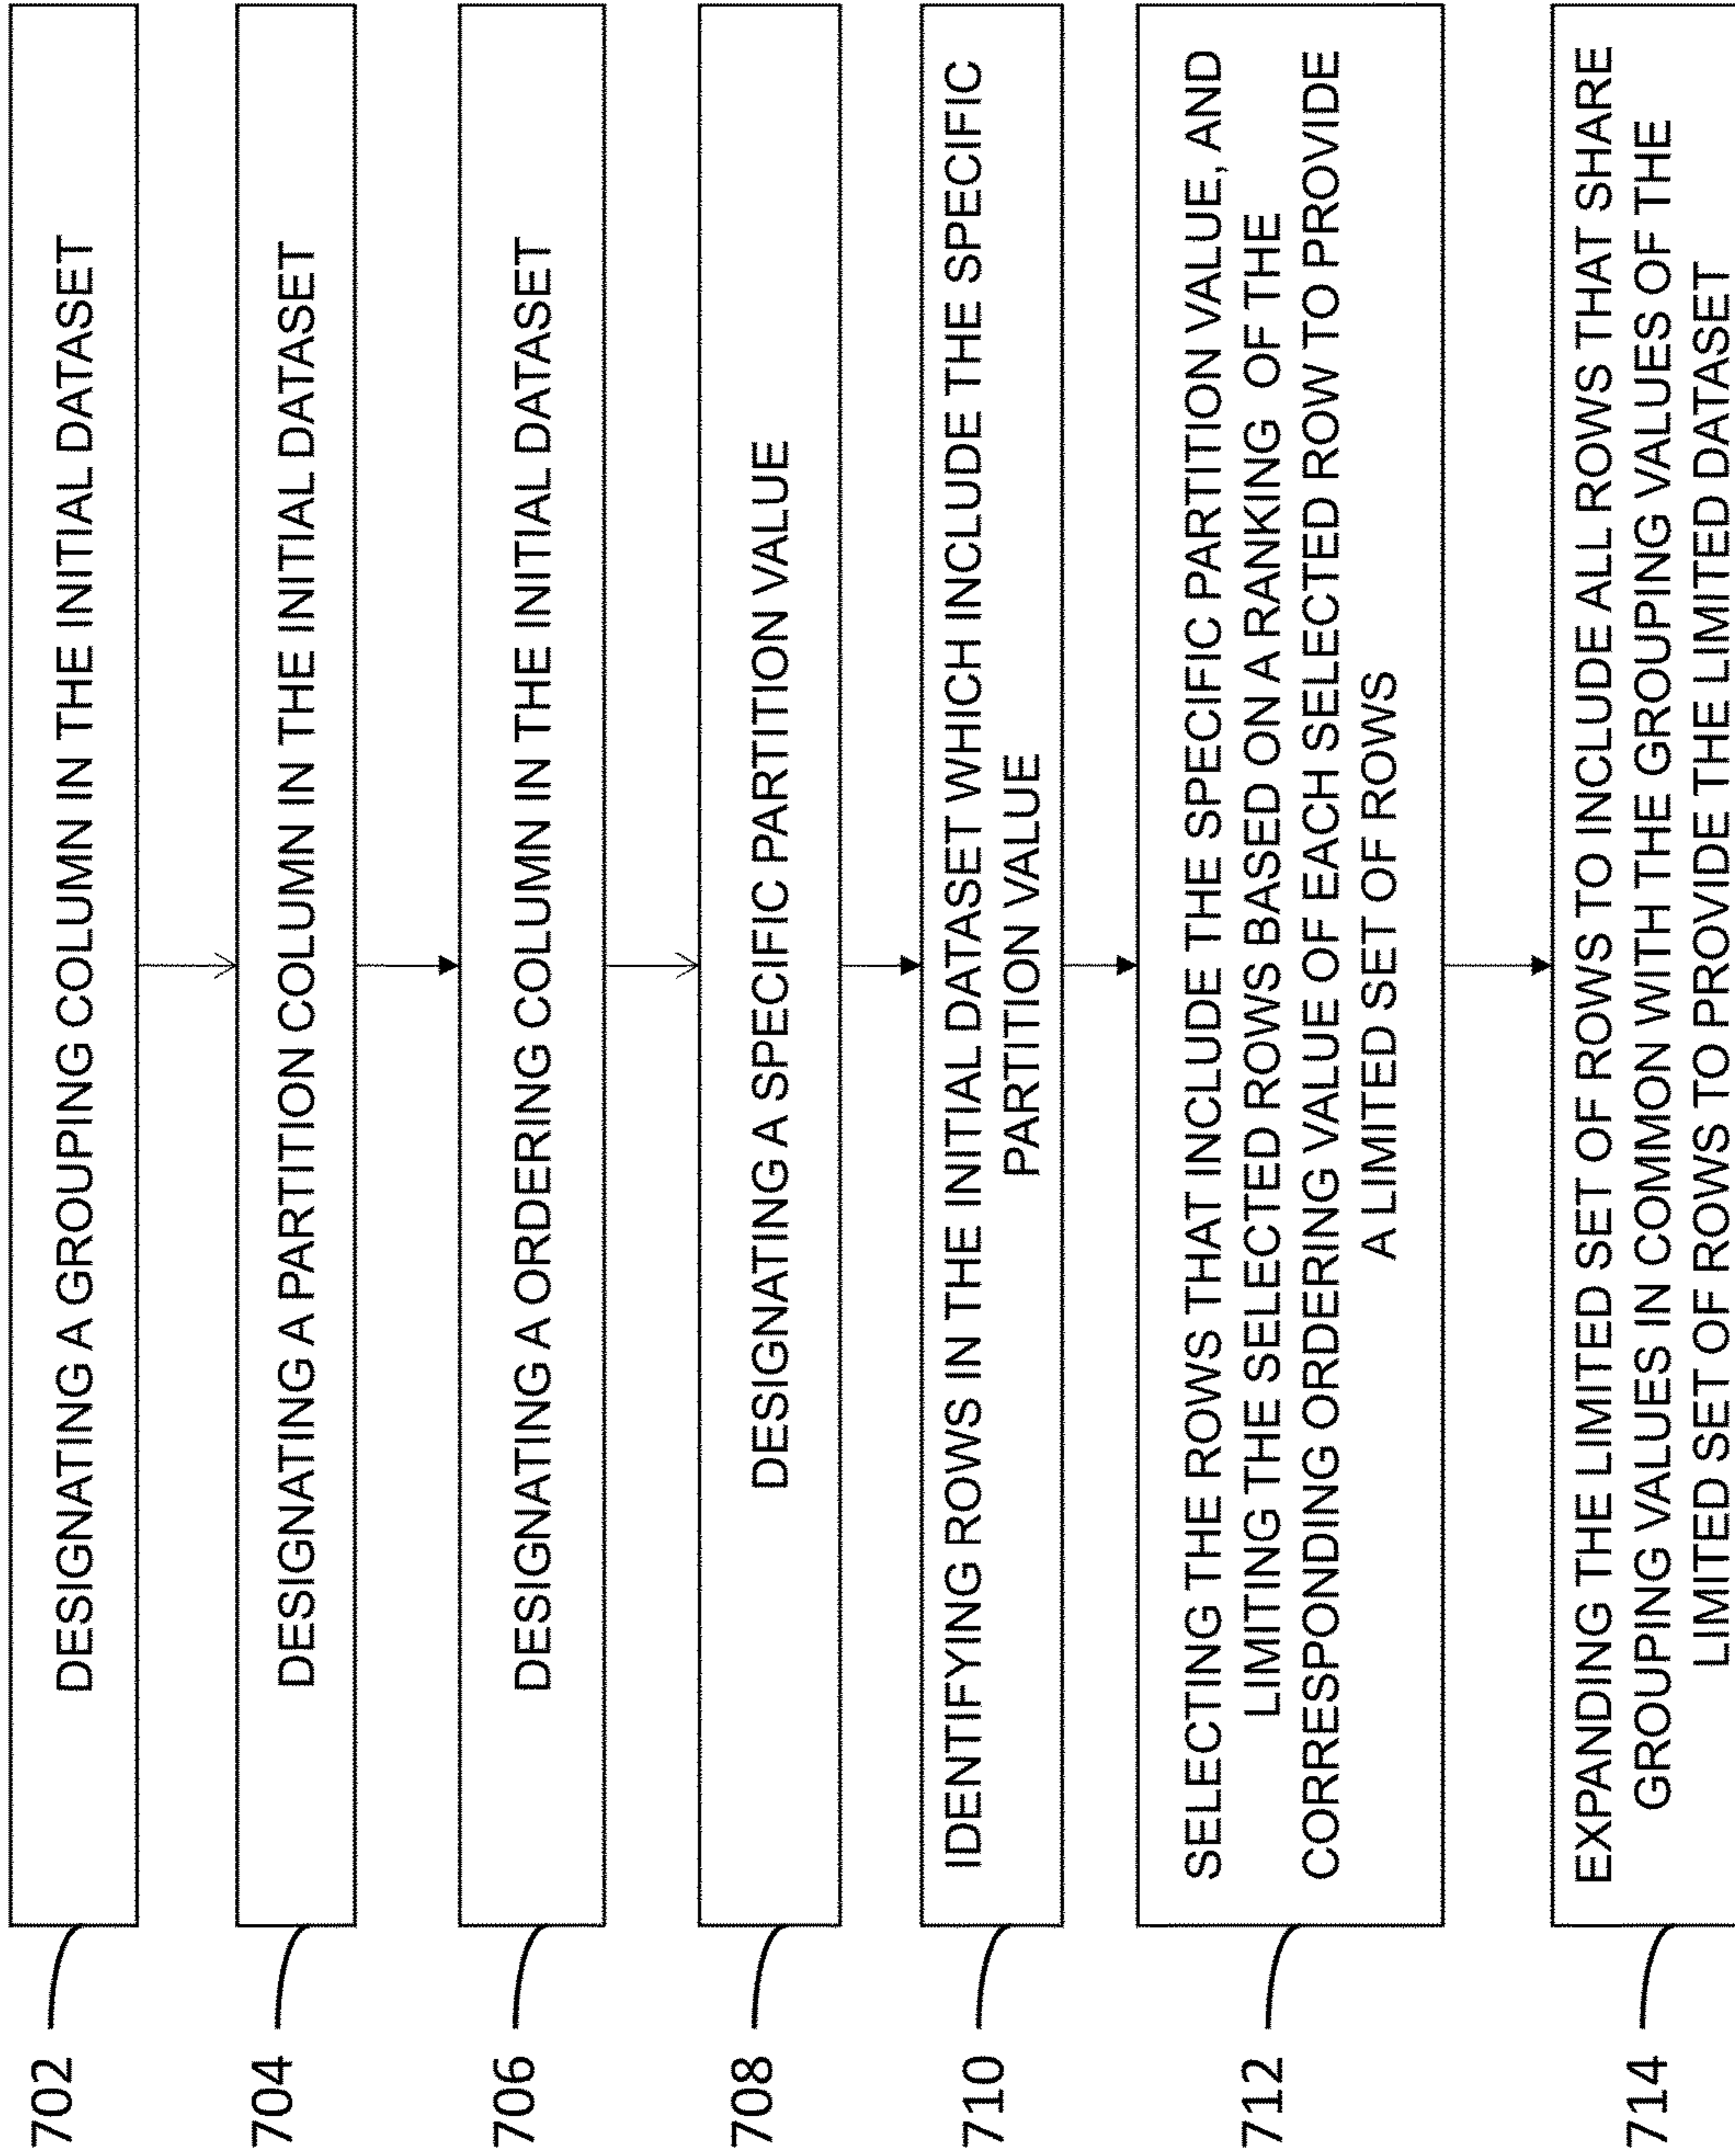 702
DESIGNATING A GROUPING COLUMN IN THE INITIAL DATASET
704
DESIGNATING A PARTITION COLUMN IN THE INITIAL DATASET
706
DESIGNATING A ORDERING COLUMN IN THE INITIAL DATASET
708
DESIGNATING A SPECIFIC PARTITION VALUE
710
IDENTIFYING ROWS IN THE INITIAL DATASET WHICH INCLUDE THE SPECIFIC
PARTITION VALUE
712
SELECTING THE ROWS THAT INCLUDE THE SPECIFIC PARTITION VALUE, AND
LIMITING THE SELECTED ROWS BASED ON A RANKING OF THE
CORRESPONDING ORDERING VALUE OF EACH SELECTED ROW TO PROVIDE
A LIMITED SET OF ROWS
714
EXPANDING THE LIMITED SET OF ROWS TO INCLUDE ALL ROWS THAT SHARE
GROUPING VALUES IN COMMON WITH THE GROUPING VALUES OF THE
LIMITED SET OF ROWS TO PROVIDE THE LIMITED DATASET